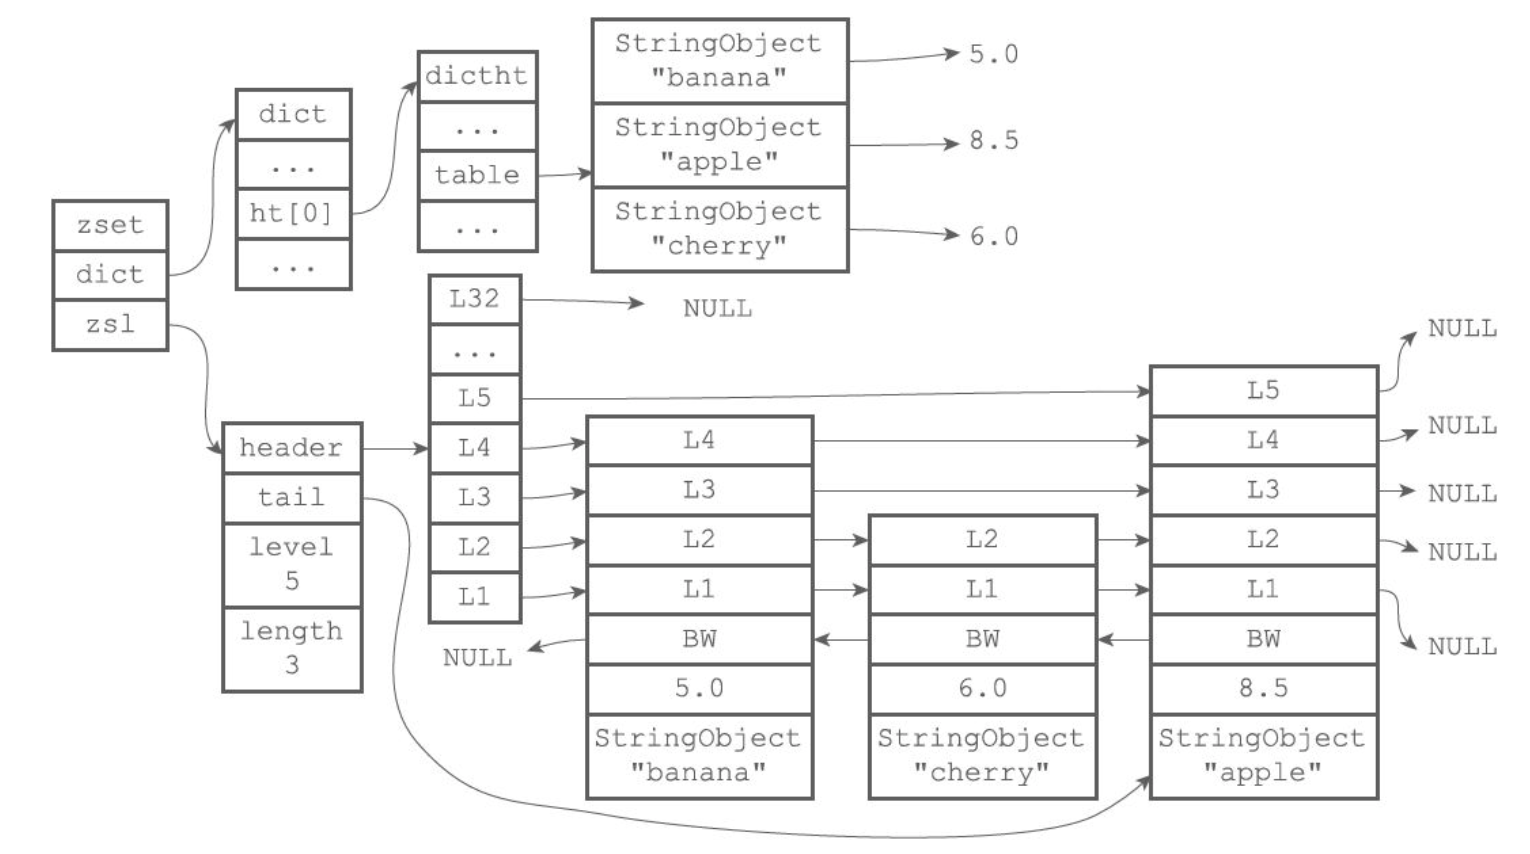 zset
dict
zsl
dict
...
ht[0]
...
dictht
...
table
...
StringObject
"banana"
StringObject
"apple"
StringObject
"cherry"
5.0
8.5
6.0
header
tail
level
5
length
3
L32
...
L5
L4
L3
L2
L1
NULL
NULL
L4
L3
L2
L1
BW
5.0
StringObject
"banana"
L2
L1
BW
6.0
StringObject
"cherry"
L5
L4
L3
L2
L1
BW
8.5
StringObject
"apple"
NULL
NULL
NULL
NULL
NULL